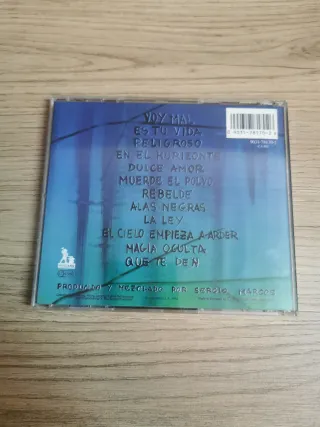 VOY MAL
ES TU VIDA
PELIGROSO
EN EL HORIZONTE
DULCE AMOR
MUERDE EL POLVO
REBELDE
ALAS NEGRAS
LA LEY
EL CIELO EMPIEZA A ARDER
MAGIA OCULTA
QUE TE DEN
PRODUCIDO Y MEZCLADO POR SERGIO MARCOS